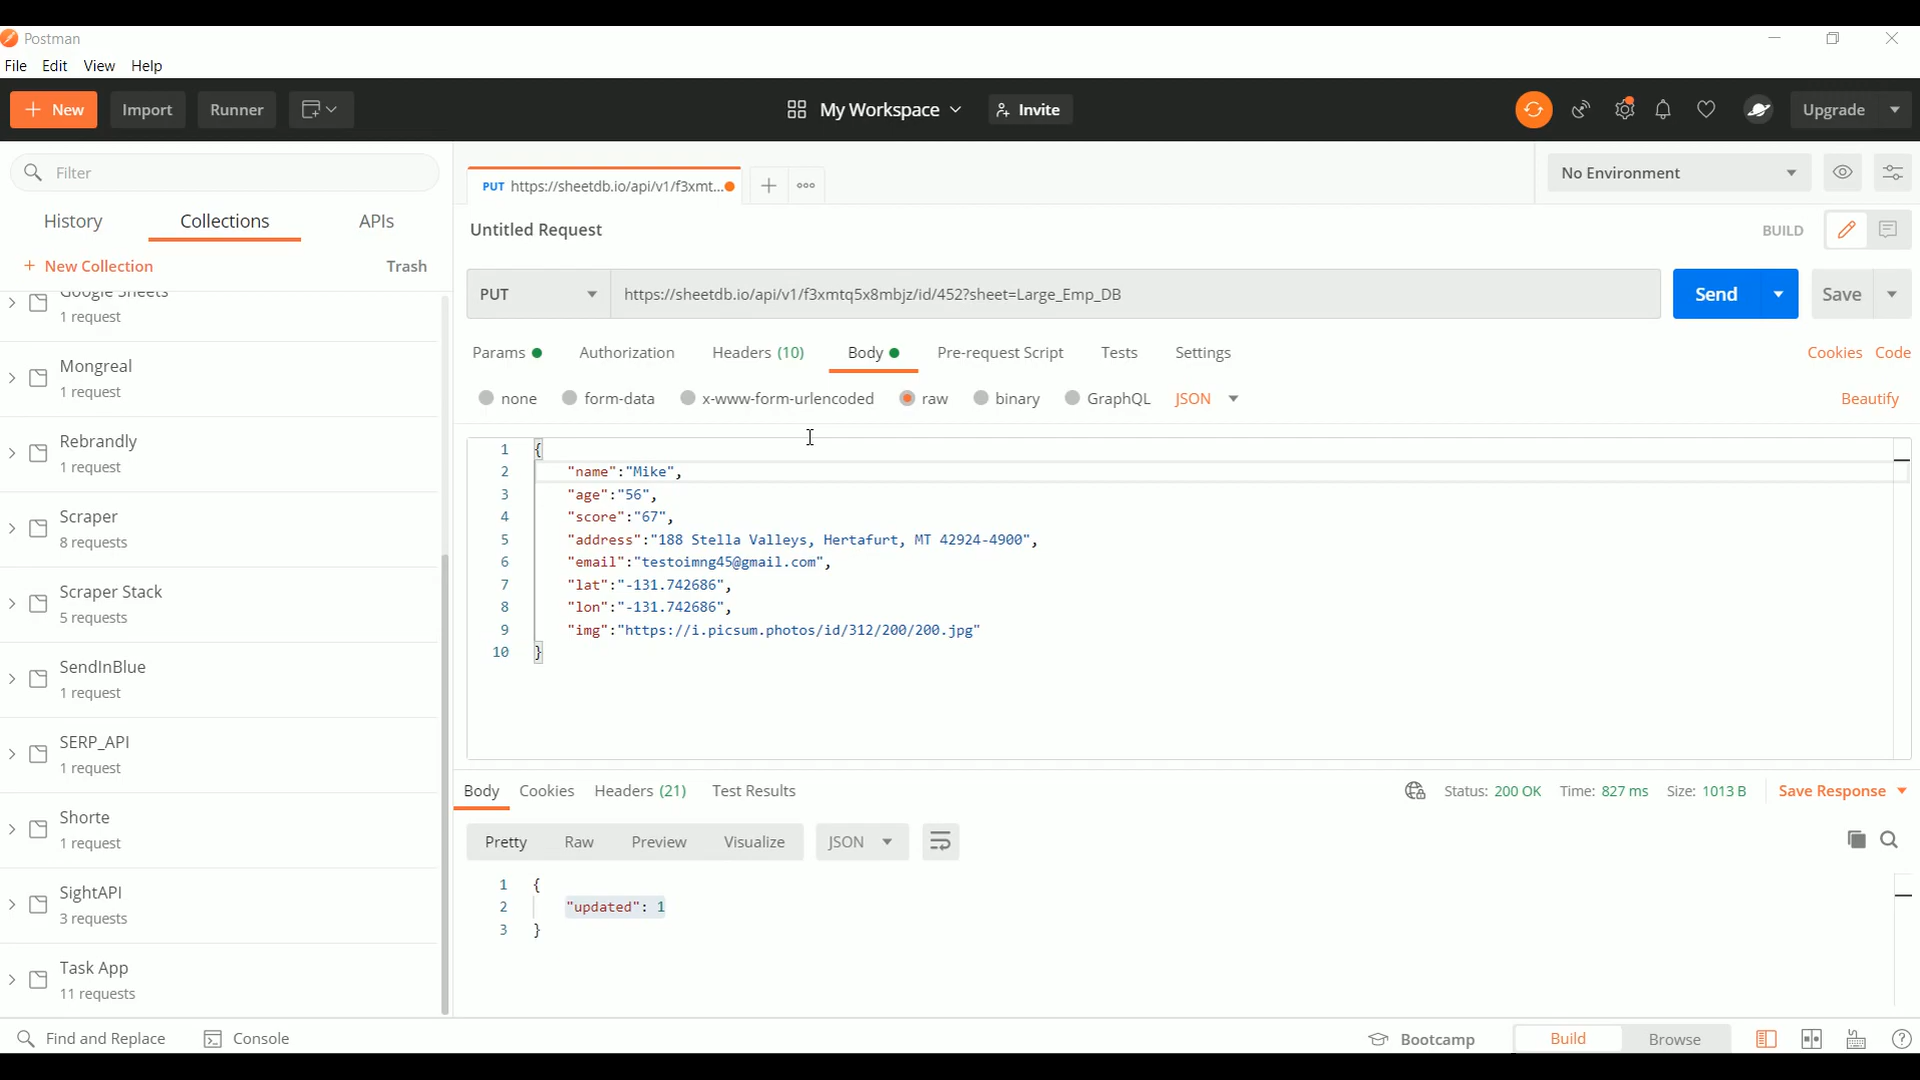 Postman
File Edit View Help
New Import Runner My Workspace Invite Upgrade
Filter
History Collections APIs
+ New Collection Trash
Google Sheets
1 request
Mongreal
1 request
Rebrandly
1 request
Scraper
8 requests
Scraper Stack
5 requests
SendInBlue
1 request
SERP_API
1 request
Shorte
1 request
SightAPI
3 requests
Task App
11 requests
PUT https://sheetdb.io/api/v1/f3xmt...
No Environment
Untitled Request
BUILD
PUT https://sheetdb.io/api/v1/f3xmtq5x8mbjz/id/452?sheet=Large_Emp_DB Send Save
Params Authorization Headers (10) Body Pre-request Script Tests Settings Cookies Code
none form-data x-www-form-urlencoded raw binary GraphQL JSON Beautify
1 {
2 "name":"Mike",
3 "age":"56",
4 "score":"67",
5 "address":"188 Stella Valleys, Hertafurt, MT 42924-4900",
6 "email":"testoimng45@gmail.com",
7 "lat":"-131.742686",
8 "lon":"-131.742686",
9 "img":"https://i.picsum.photos/id/312/200/200.jpg"
10 }
Body Cookies Headers (21) Test Results Status: 200 OK Time: 827 ms Size: 1013 B Save Response
Pretty Raw Preview Visualize JSON
1 {
2 "updated": 1
3 }
Find and Replace Console Bootcamp Build Browse